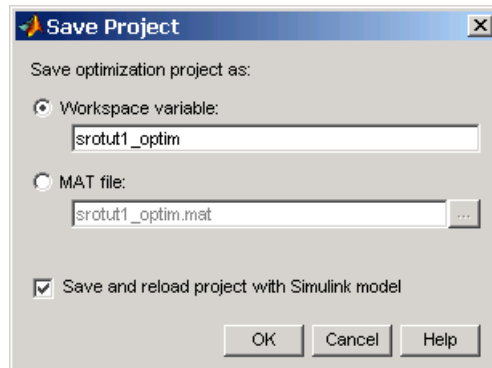 Save Project
Save optimization project as:
Workspace variable:
srotut1_optim
MAT file:
srotut1_optim.mat
...
Save and reload project with Simulink model
OK Cancel Help